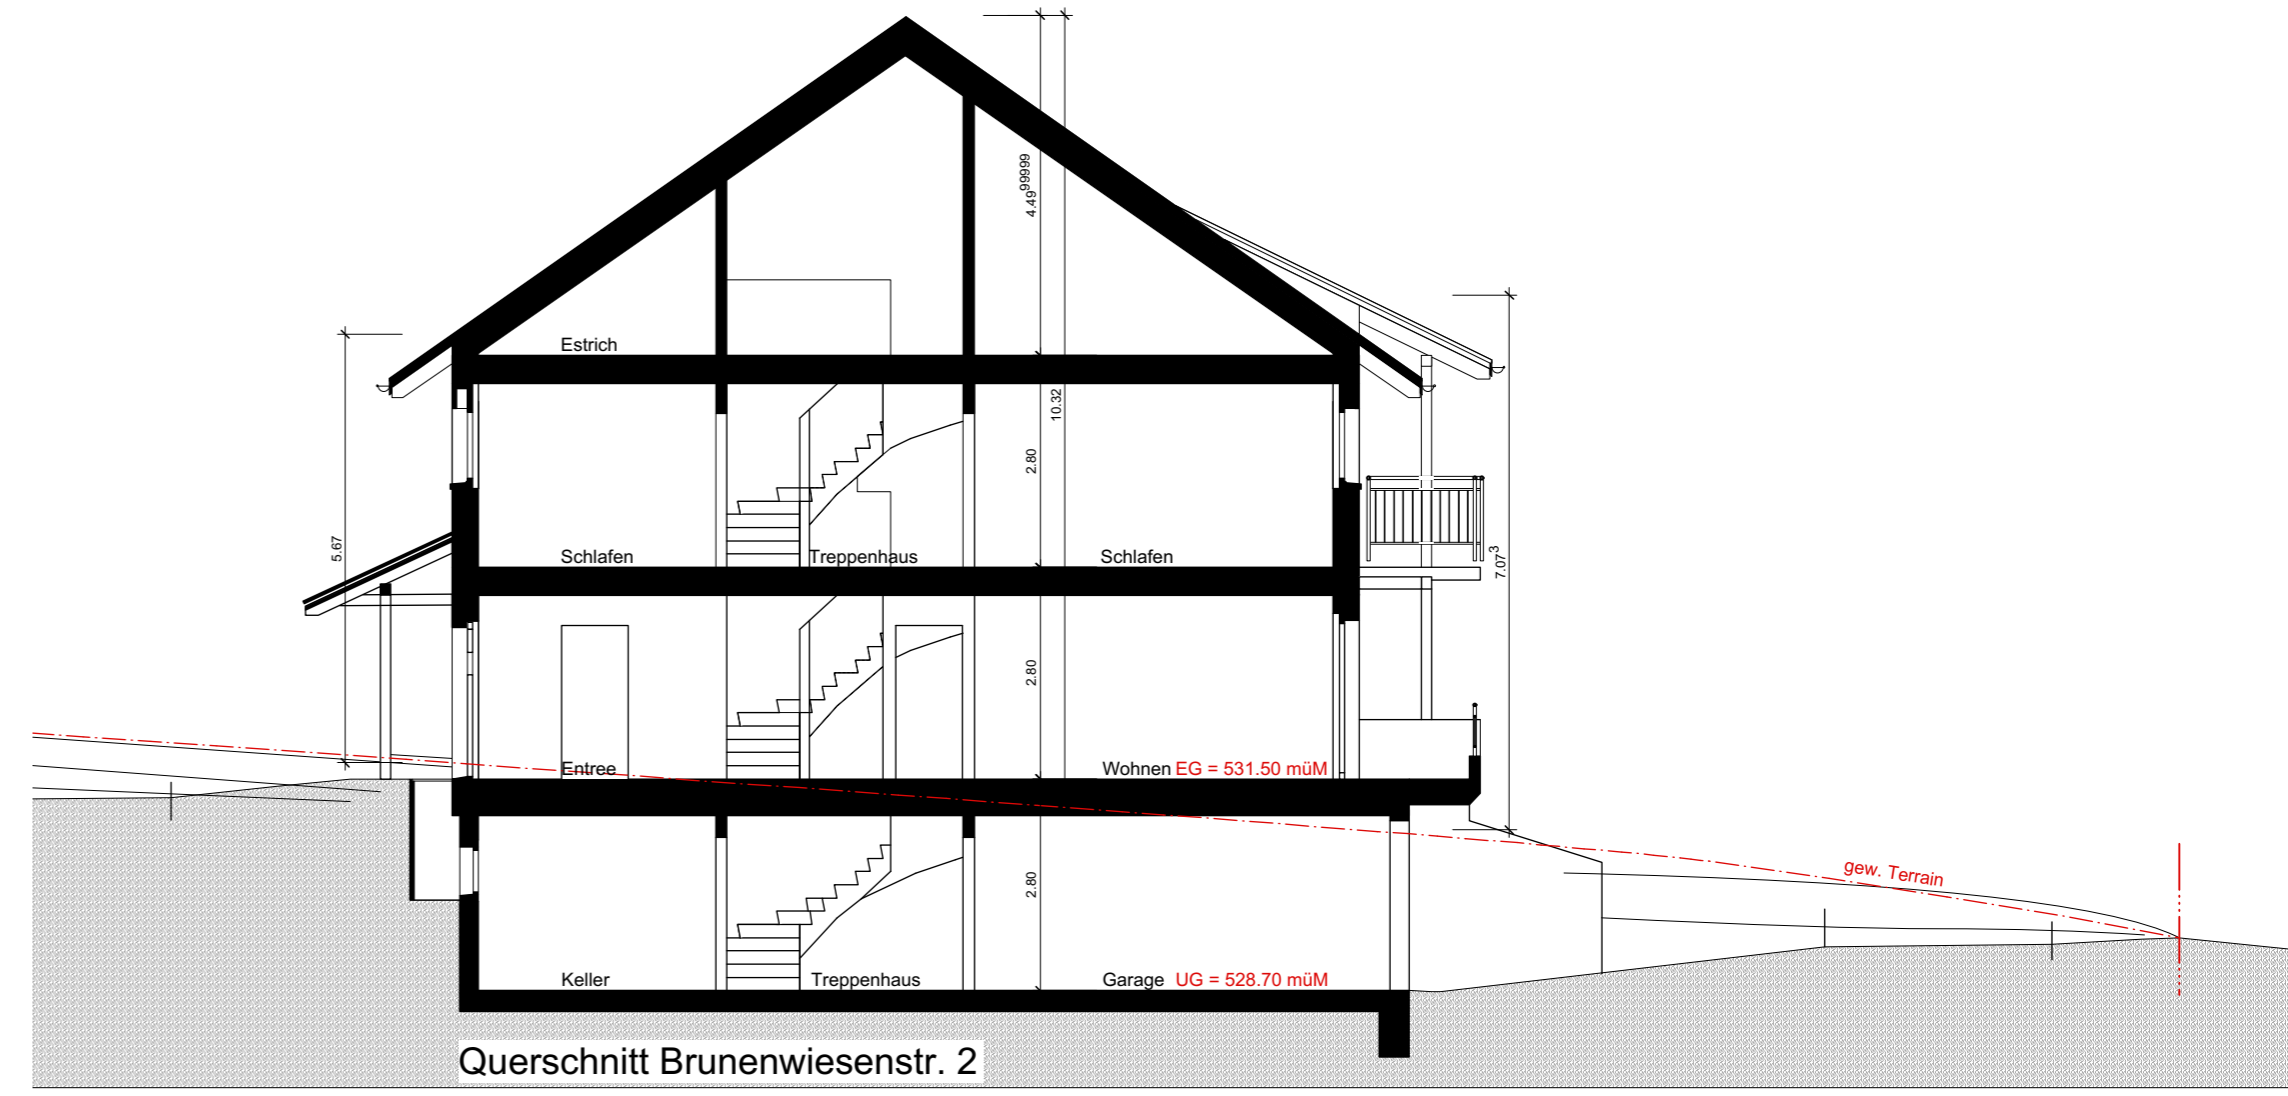 4.49⁹⁹⁹⁹⁹
Estrich
10.32
2.80
5.67
Schlafen
Treppenhaus
Schlafen
7.07³
2.80
Entree
Wohnen EG = 531.50 müM
gew. Terrain
2.80
Keller
Treppenhaus
Garage UG = 528.70 müM
Querschnitt Brunenwiesenstr. 2